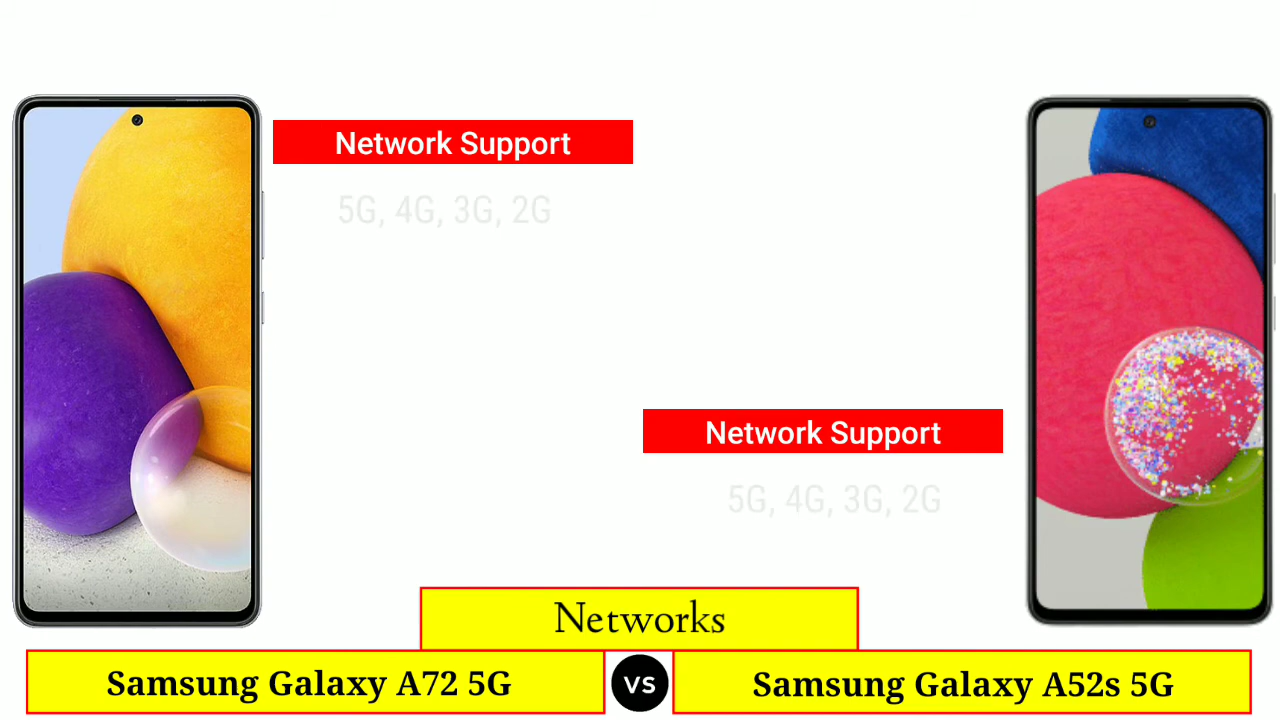 Network Support
5G, 4G, 3G, 2G
Network Support
5G, 4G, 3G, 2G
Networks
Samsung Galaxy A72 5G
vs
Samsung Galaxy A52s 5G